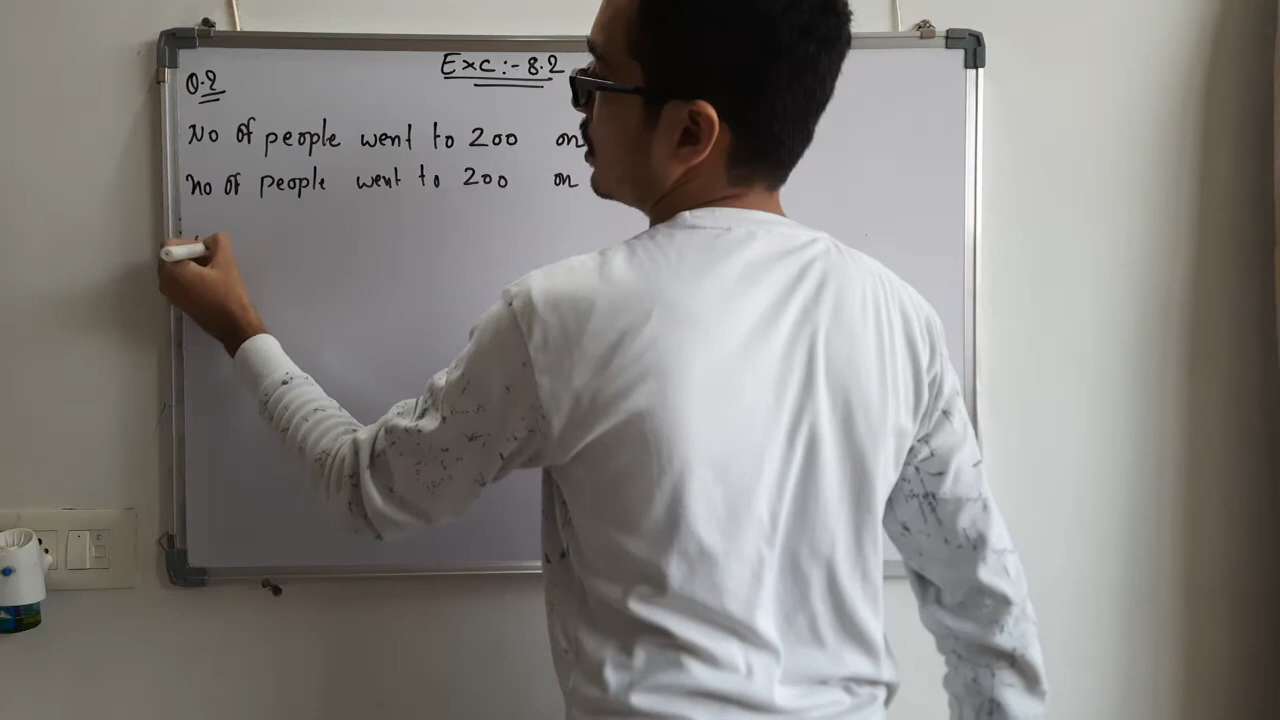 Exc:- 8.2
Q.2
No of people went to 200 on
no of people went to 200 on